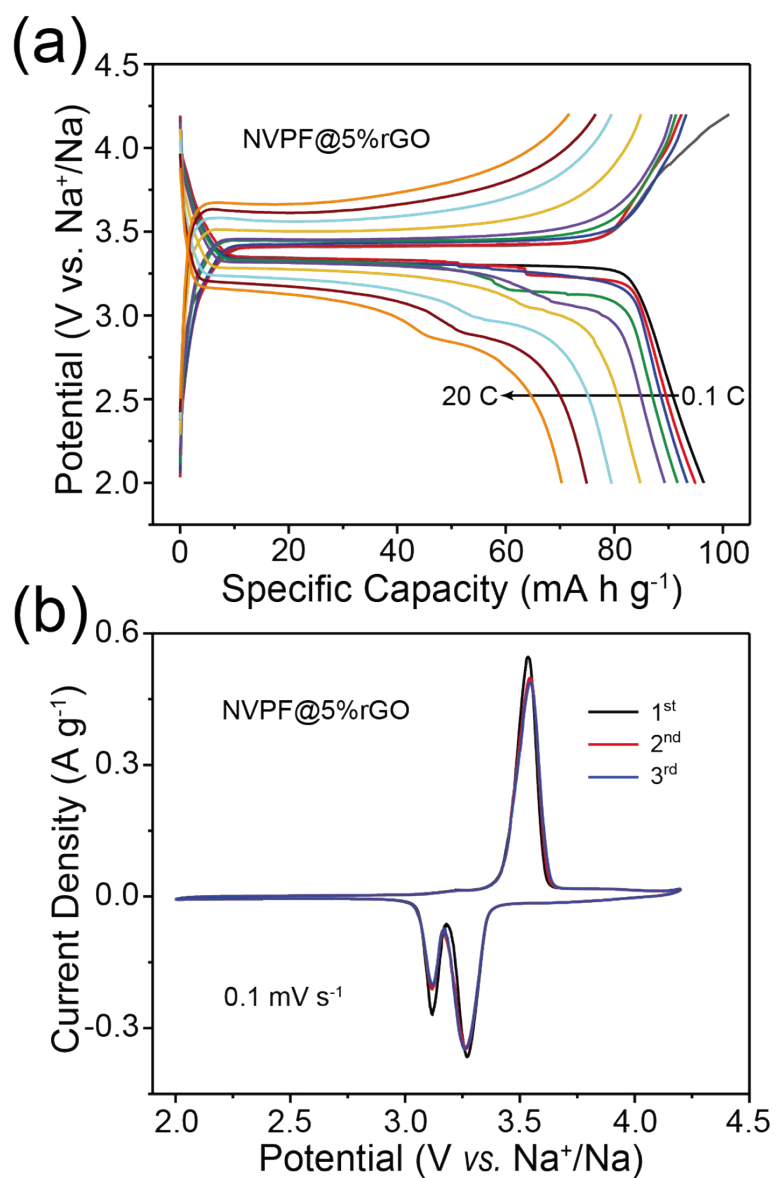 (a)
4.5
4.0
3.5
3.0
2.5
2.0
Potential (V vs. Na⁺/Na)
NVPF@5%rGO
20 C
0.1 C
0 20 40 60 80 100
Specific Capacity (mA h g⁻¹)
(b)
0.6
0.3
0.0
-0.3
Current Density (A g⁻¹)
NVPF@5%rGO
1ˢᵗ
2ⁿᵈ
3ʳᵈ
0.1 mV s⁻¹
2.0 2.5 3.0 3.5 4.0 4.5
Potential (V vs. Na⁺/Na)